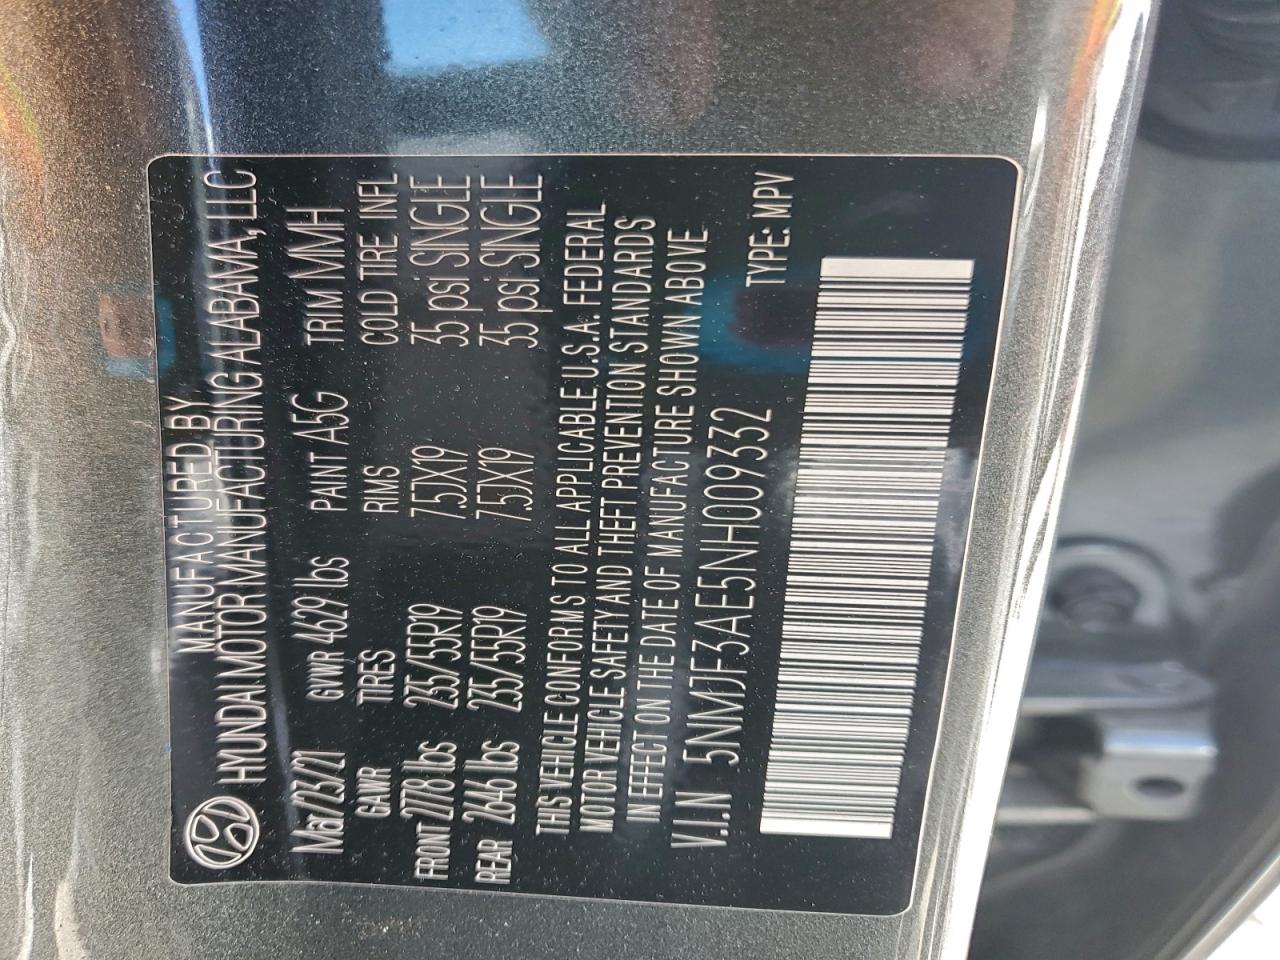 MANUFACTURED BY
HYUNDAI MOTOR MANUFACTURING ALABAMA, LLC
Mar/23/21 GVWR 4629 lbs PAINT A5G TRIM MMH
GAWR TIRES RIMS COLD TIRE INFL
FRONT 2778 lbs 235/55R19 7.5JX19 35 psi SINGLE
REAR 2646 lbs 235/55R19 7.5JX19 35 psi SINGLE
THIS VEHICLE CONFORMS TO ALL APPLICABLE U.S.A. FEDERAL
MOTOR VEHICLE SAFETY AND THEFT PREVENTION STANDARDS
IN EFFECT ON THE DATE OF MANUFACTURE SHOWN ABOVE.
V.I.N 5NMJF3AE5NH009332
TYPE: MPV